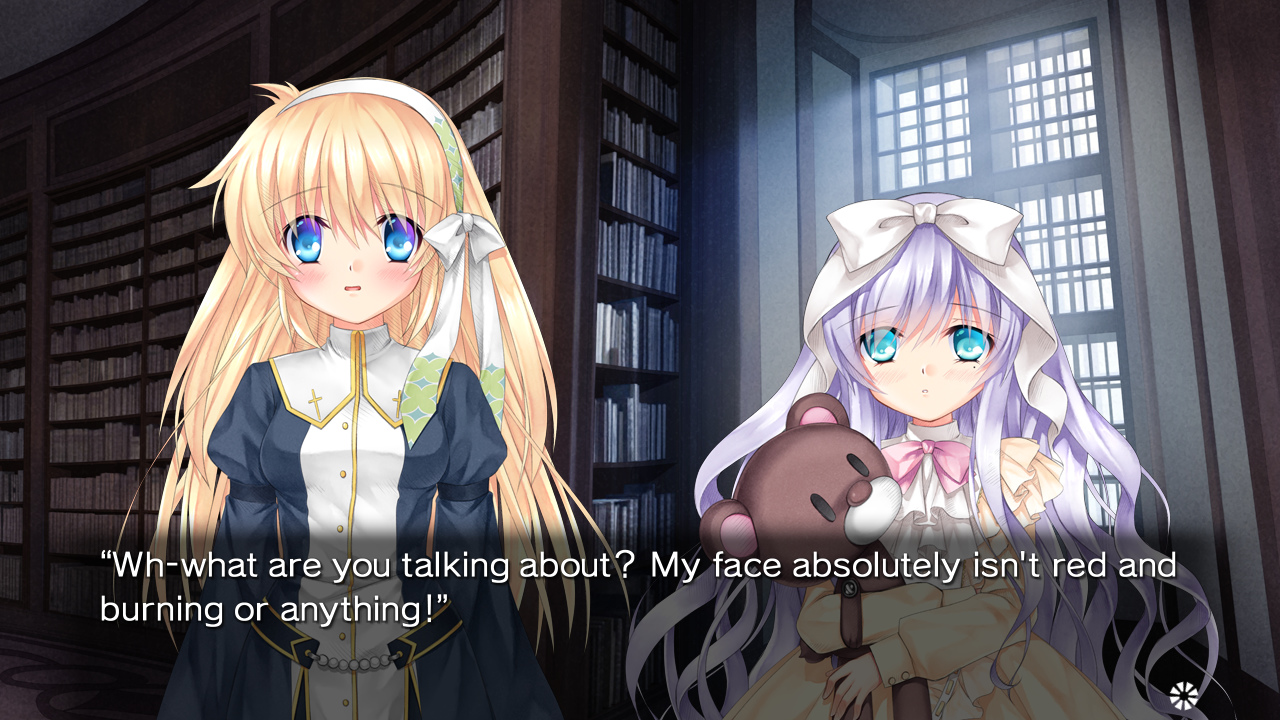 “Wh-what are you talking about? My face absolutely isn't red and
burning or anything!”